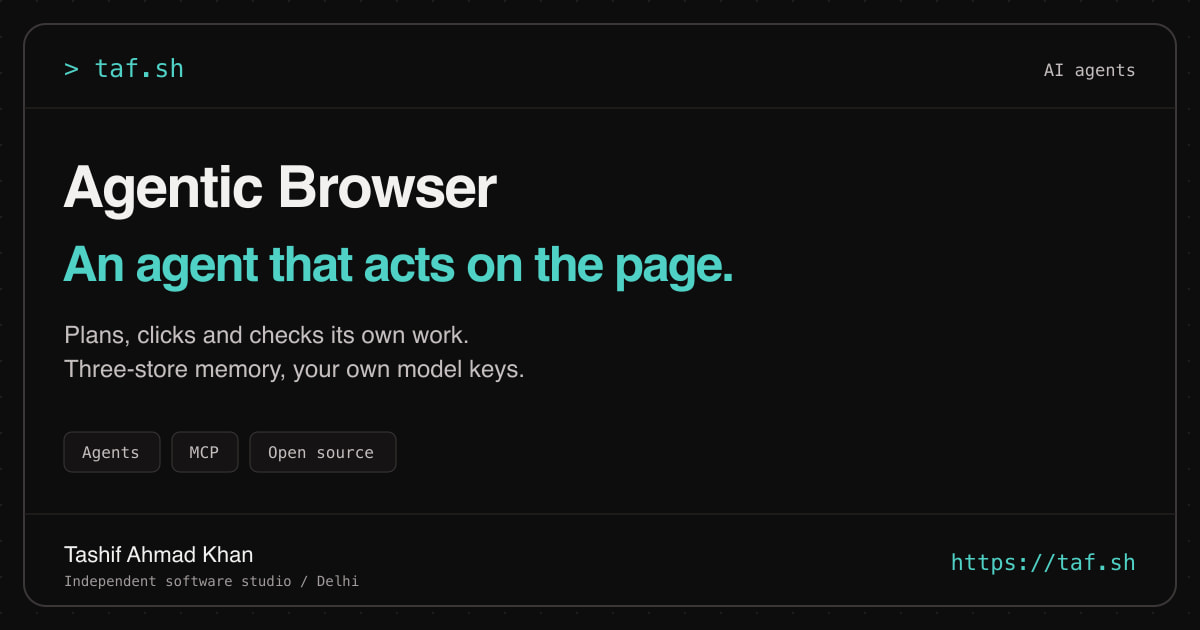 > taf.sh
AI agents
Agentic Browser
An agent that acts on the page.
Plans, clicks and checks its own work.
Three-store memory, your own model keys.
Agents
MCP
Open source
Tashif Ahmad Khan
Independent software studio / Delhi
https://taf.sh